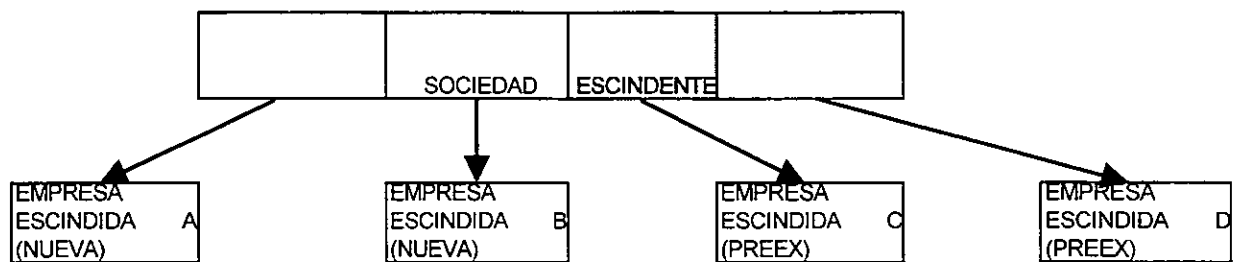 SOCIEDAD ESCINDENTE
EMPRESA
ESCINDIDA A
(NUEVA)
EMPRESA
ESCINDIDA B
(NUEVA)
EMPRESA
ESCINDIDA C
(PREEX)
EMPRESA
ESCINDIDA D
(PREEX)